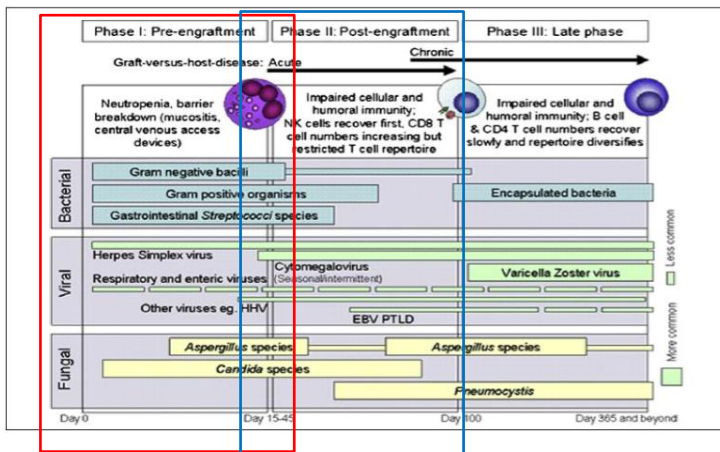 Phase I: Pre-engraftment
Phase II: Post-engraftment
Phase III: Late phase
Chronic
Graft-versus-host-disease: Acute
Neutropenia, barrier
breakdown (mucositis,
central venous access
devices)
Impaired cellular and
humoral immunity;
NK cells recover first, CD8 T
cell numbers increasing but
restricted T cell repertoire
Impaired cellular and
humoral immunity; B cell
& CD4 T cell numbers recover
slowly and repertoire diversifies
Bacterial
Gram negative bacilli
Gram positive organisms
Gastrointestinal Streptococci species
Encapsulated bacteria
Viral
Herpes Simplex virus
Cytomegalovirus
Respiratory and enteric viruses (Seasonal/intermittent)
Varicella Zoster virus
Other viruses eg. HHV
EBV PTLD
Fungal
Aspergillus species
Aspergillus species
Candida species
Pneumocystis
Less common
More common
Day 0
Day 15-45
Day 100
Day 365 and beyond